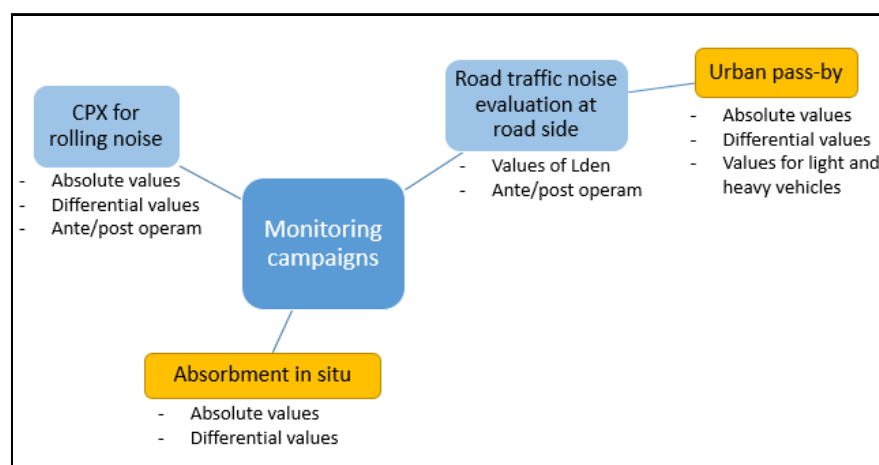 CPX for
rolling noise
- Absolute values
- Differential values
- Ante/post operam
Road traffic noise
evaluation at
road side
- Values of Lden
- Ante/post operam
Urban pass-by
- Absolute values
- Differential values
- Values for light and
heavy vehicles
Monitoring
campaigns
Absorbment in situ
- Absolute values
- Differential values